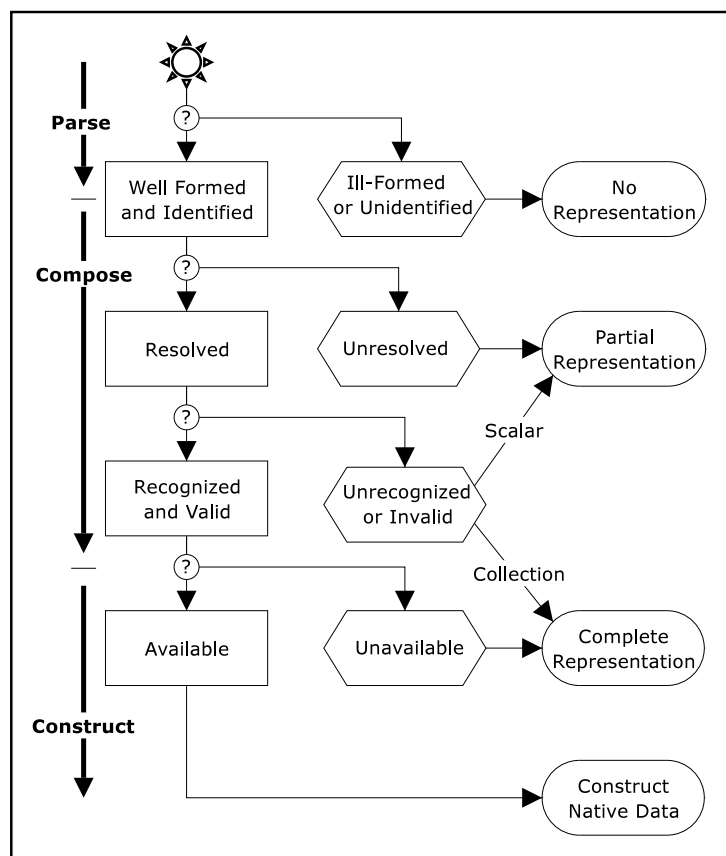 ?
Parse
Well Formed
and Identified
Ill-Formed
or Unidentified
No
Representation
?
Compose
Resolved
Unresolved
Partial
Representation
?
Scalar
Recognized
and Valid
Unrecognized
or Invalid
?
Collection
Available
Unavailable
Complete
Representation
Construct
Construct
Native Data